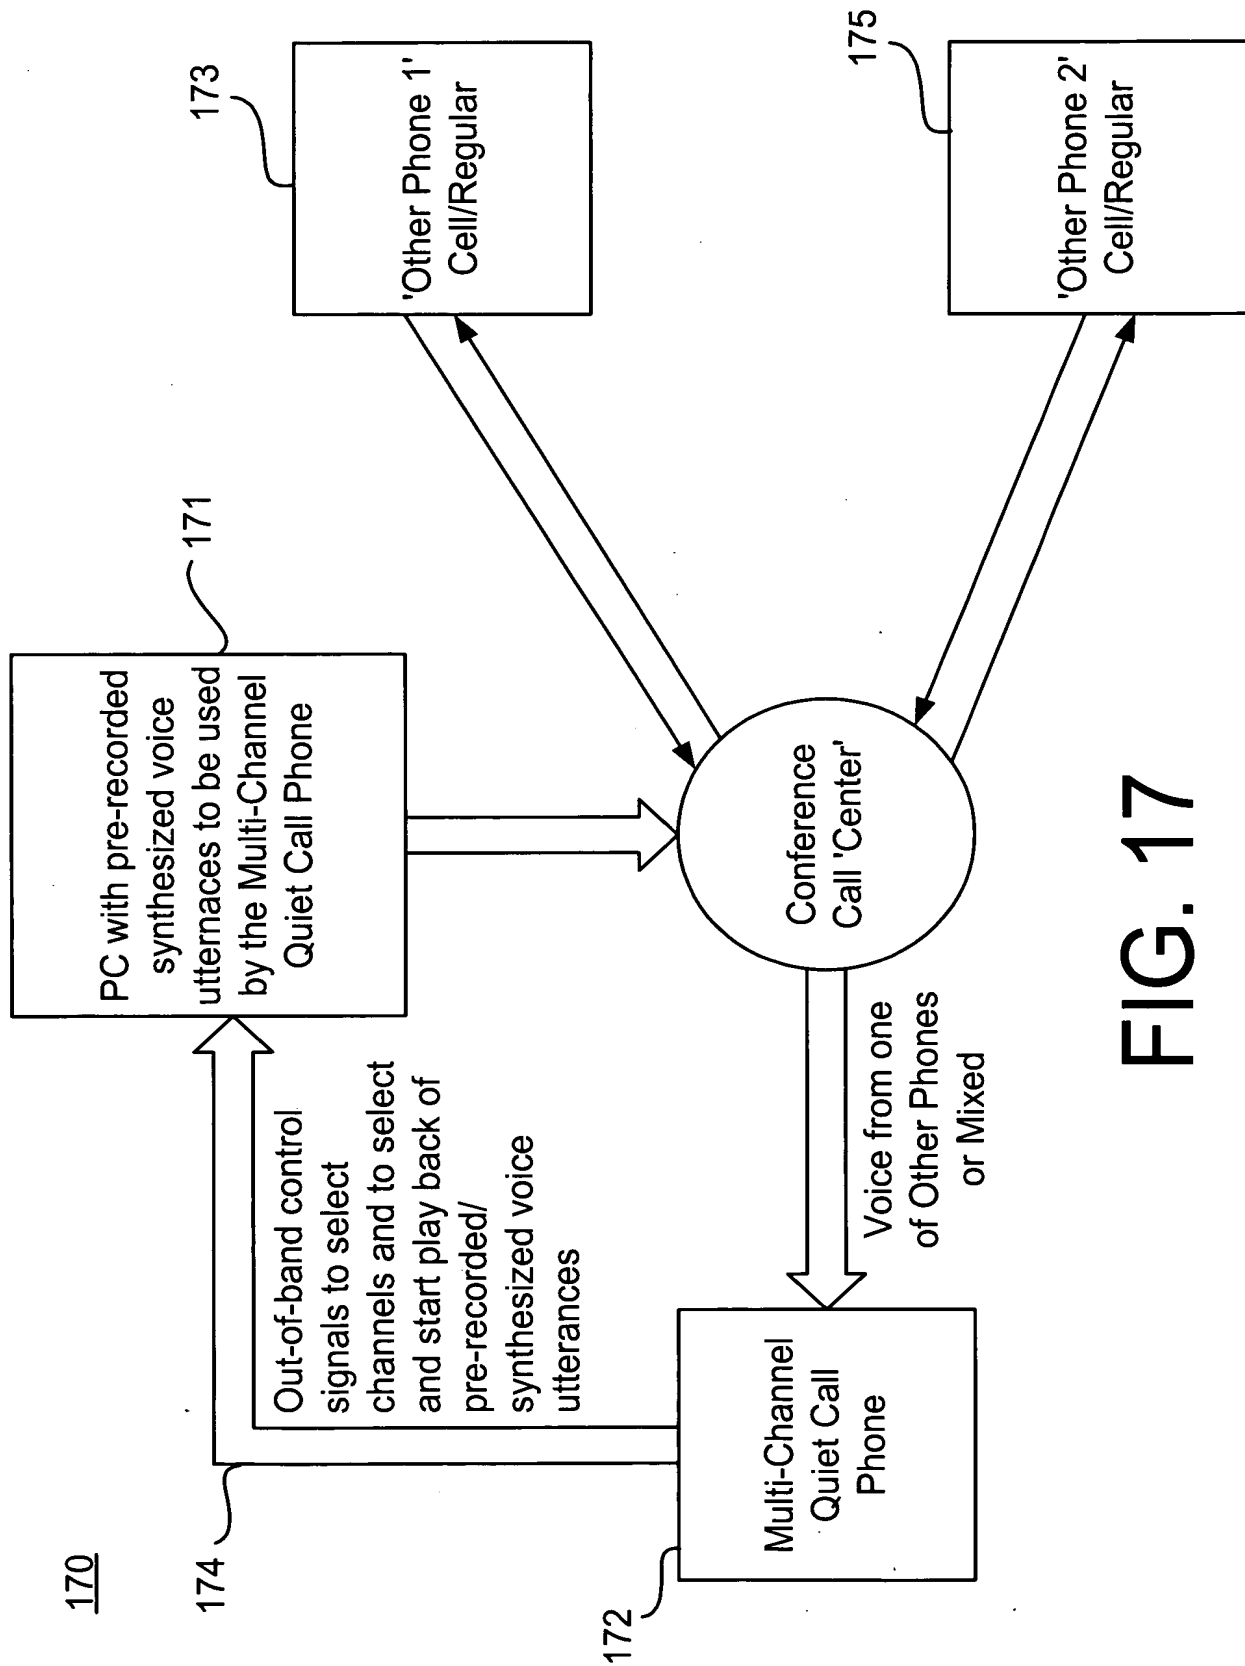 170
174
Out-of-band control
signals to select
channels and to select
and start play back of
pre-recorded/
synthesized voice
utterances
PC with pre-recorded
synthesized voice
utternaces to be used
by the Multi-Channel
Quiet Call Phone
171
173
'Other Phone 1'
Cell/Regular
172
Multi-Channel
Quiet Call
Phone
Voice from one
of Other Phones
or Mixed
Conference
Call 'Center'
175
'Other Phone 2'
Cell/Regular
FIG. 17